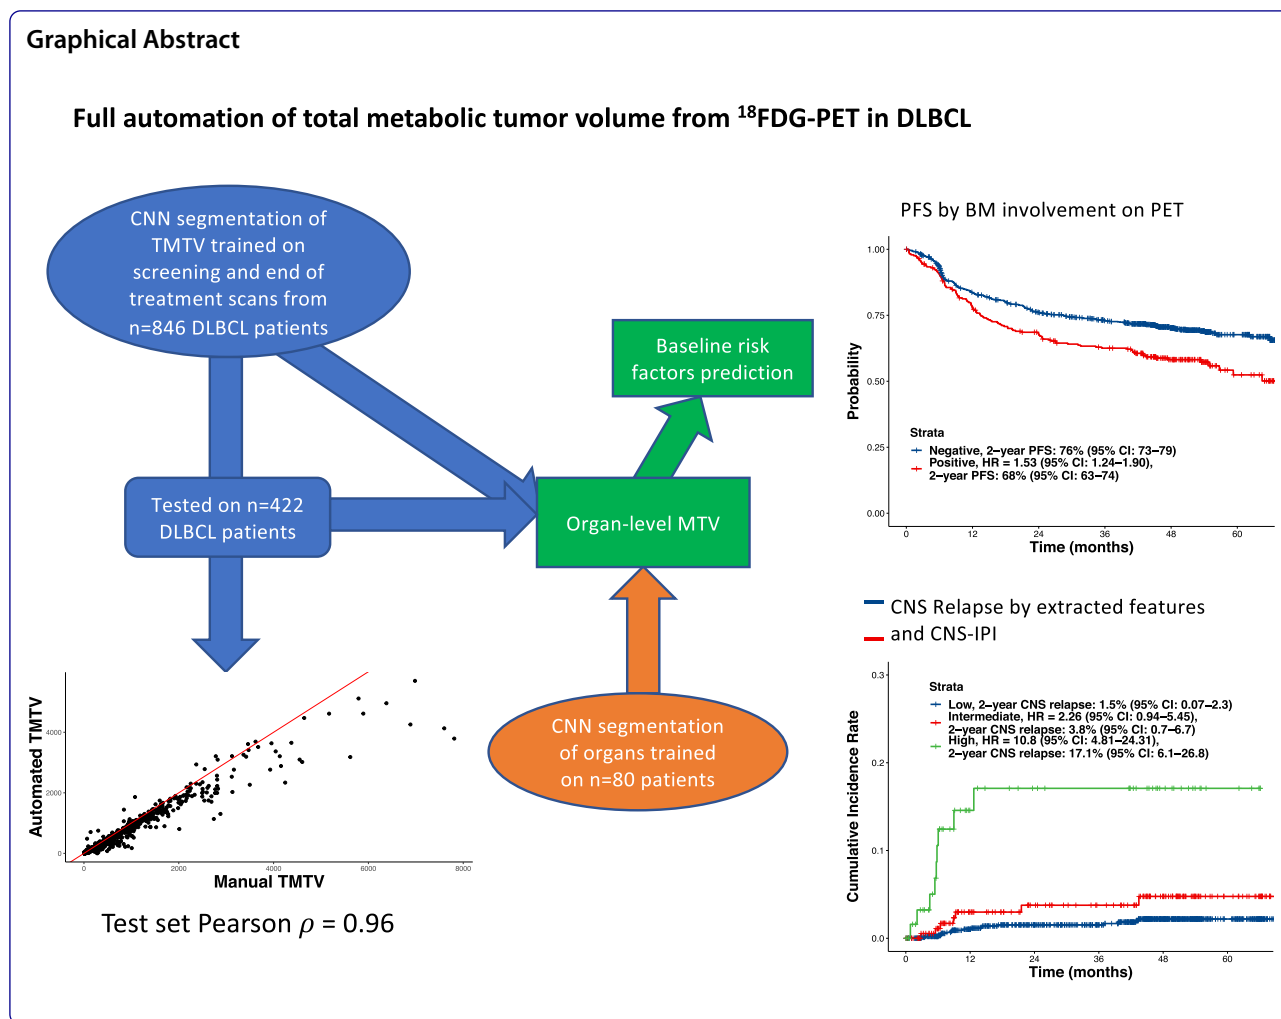 Graphical Abstract
Full automation of total metabolic tumor volume from ¹⁸FDG-PET in DLBCL
CNN segmentation of
TMTV trained on
screening and end of
treatment scans from
n=846 DLBCL patients
Tested on n=422
DLBCL patients
Baseline risk
factors prediction
Organ-level MTV
CNN segmentation
of organs trained
on n=80 patients
Automated TMTV
4000
2000
0
0 2000 4000 6000 8000
Manual TMTV
Test set Pearson ρ = 0.96
PFS by BM involvement on PET
Probability
1.00
0.75
0.50
0.25
0.00
Strata
Negative, 2–year PFS: 76% (95% CI: 73–79)
Positive, HR = 1.53 (95% CI: 1.24–1.90),
2–year PFS: 68% (95% CI: 63–74)
0 12 24 36 48 60
Time (months)
CNS Relapse by extracted features
and CNS-IPI
Cumulative Incidence Rate
0.3
0.2
0.1
0.0
Strata
Low, 2–year CNS relapse: 1.5% (95% CI: 0.07–2.3)
Intermediate, HR = 2.26 (95% CI: 0.94–5.45),
2–year CNS relapse: 3.8% (95% CI: 0.7–6.7)
High, HR = 10.8 (95% CI: 4.81–24.31),
2–year CNS relapse: 17.1% (95% CI: 6.1–26.8)
0 12 24 36 48 60
Time (months)